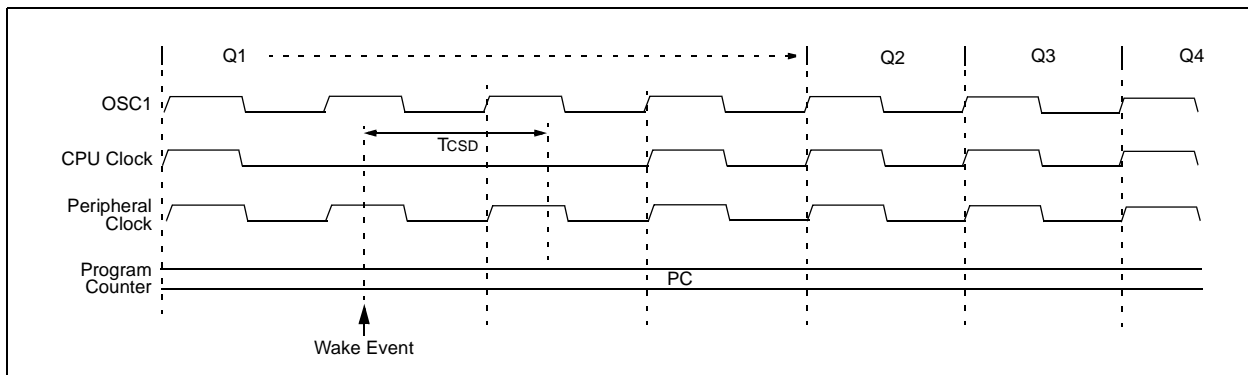 Q1 Q2 Q3 Q4
OSC1
TCSD
CPU Clock
Peripheral
Clock
Program
Counter
PC
Wake Event